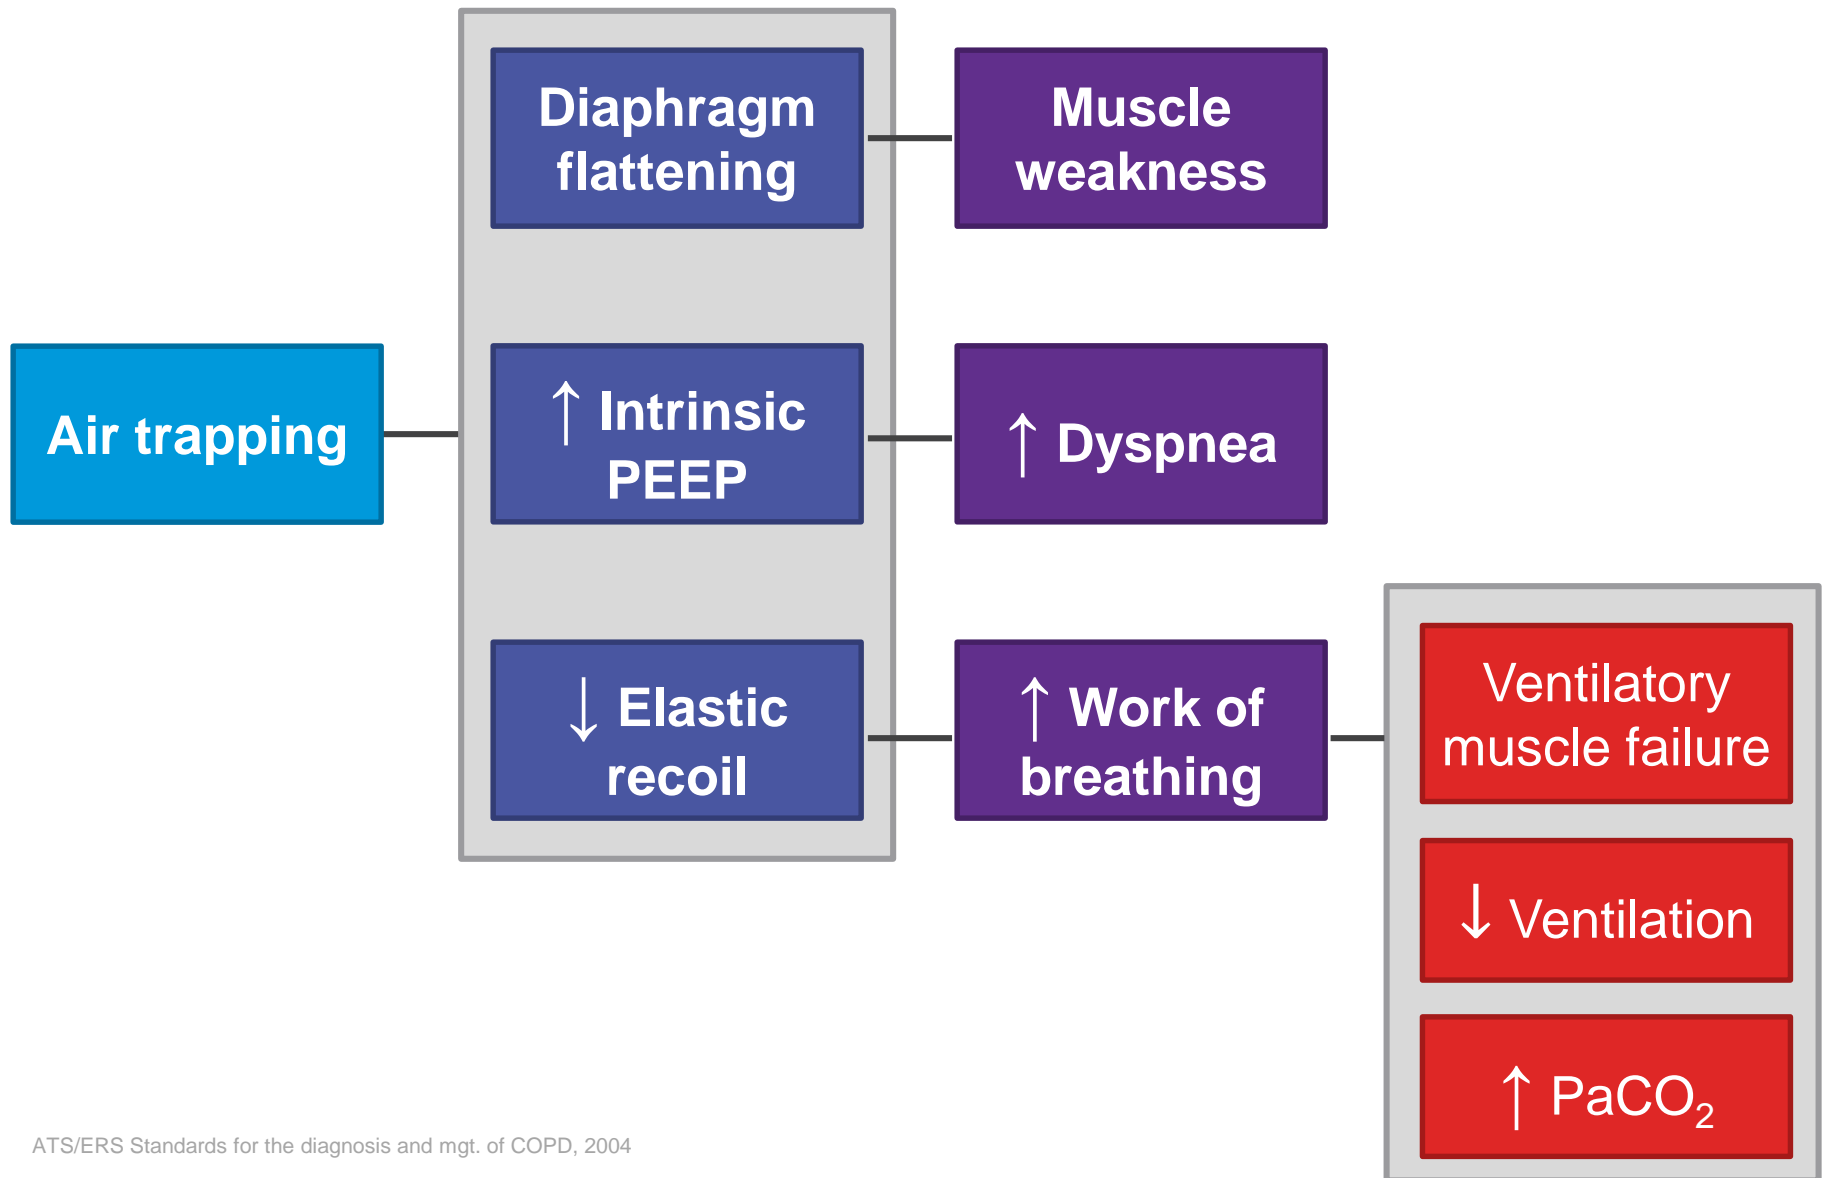 Diaphragm
flattening
Muscle
weakness
Air trapping
↑ Intrinsic
PEEP
↑ Dyspnea
↓ Elastic
recoil
↑ Work of
breathing
Ventilatory
muscle failure
↓ Ventilation
↑ PaCO₂
ATS/ERS Standards for the diagnosis and mgt. of COPD, 2004